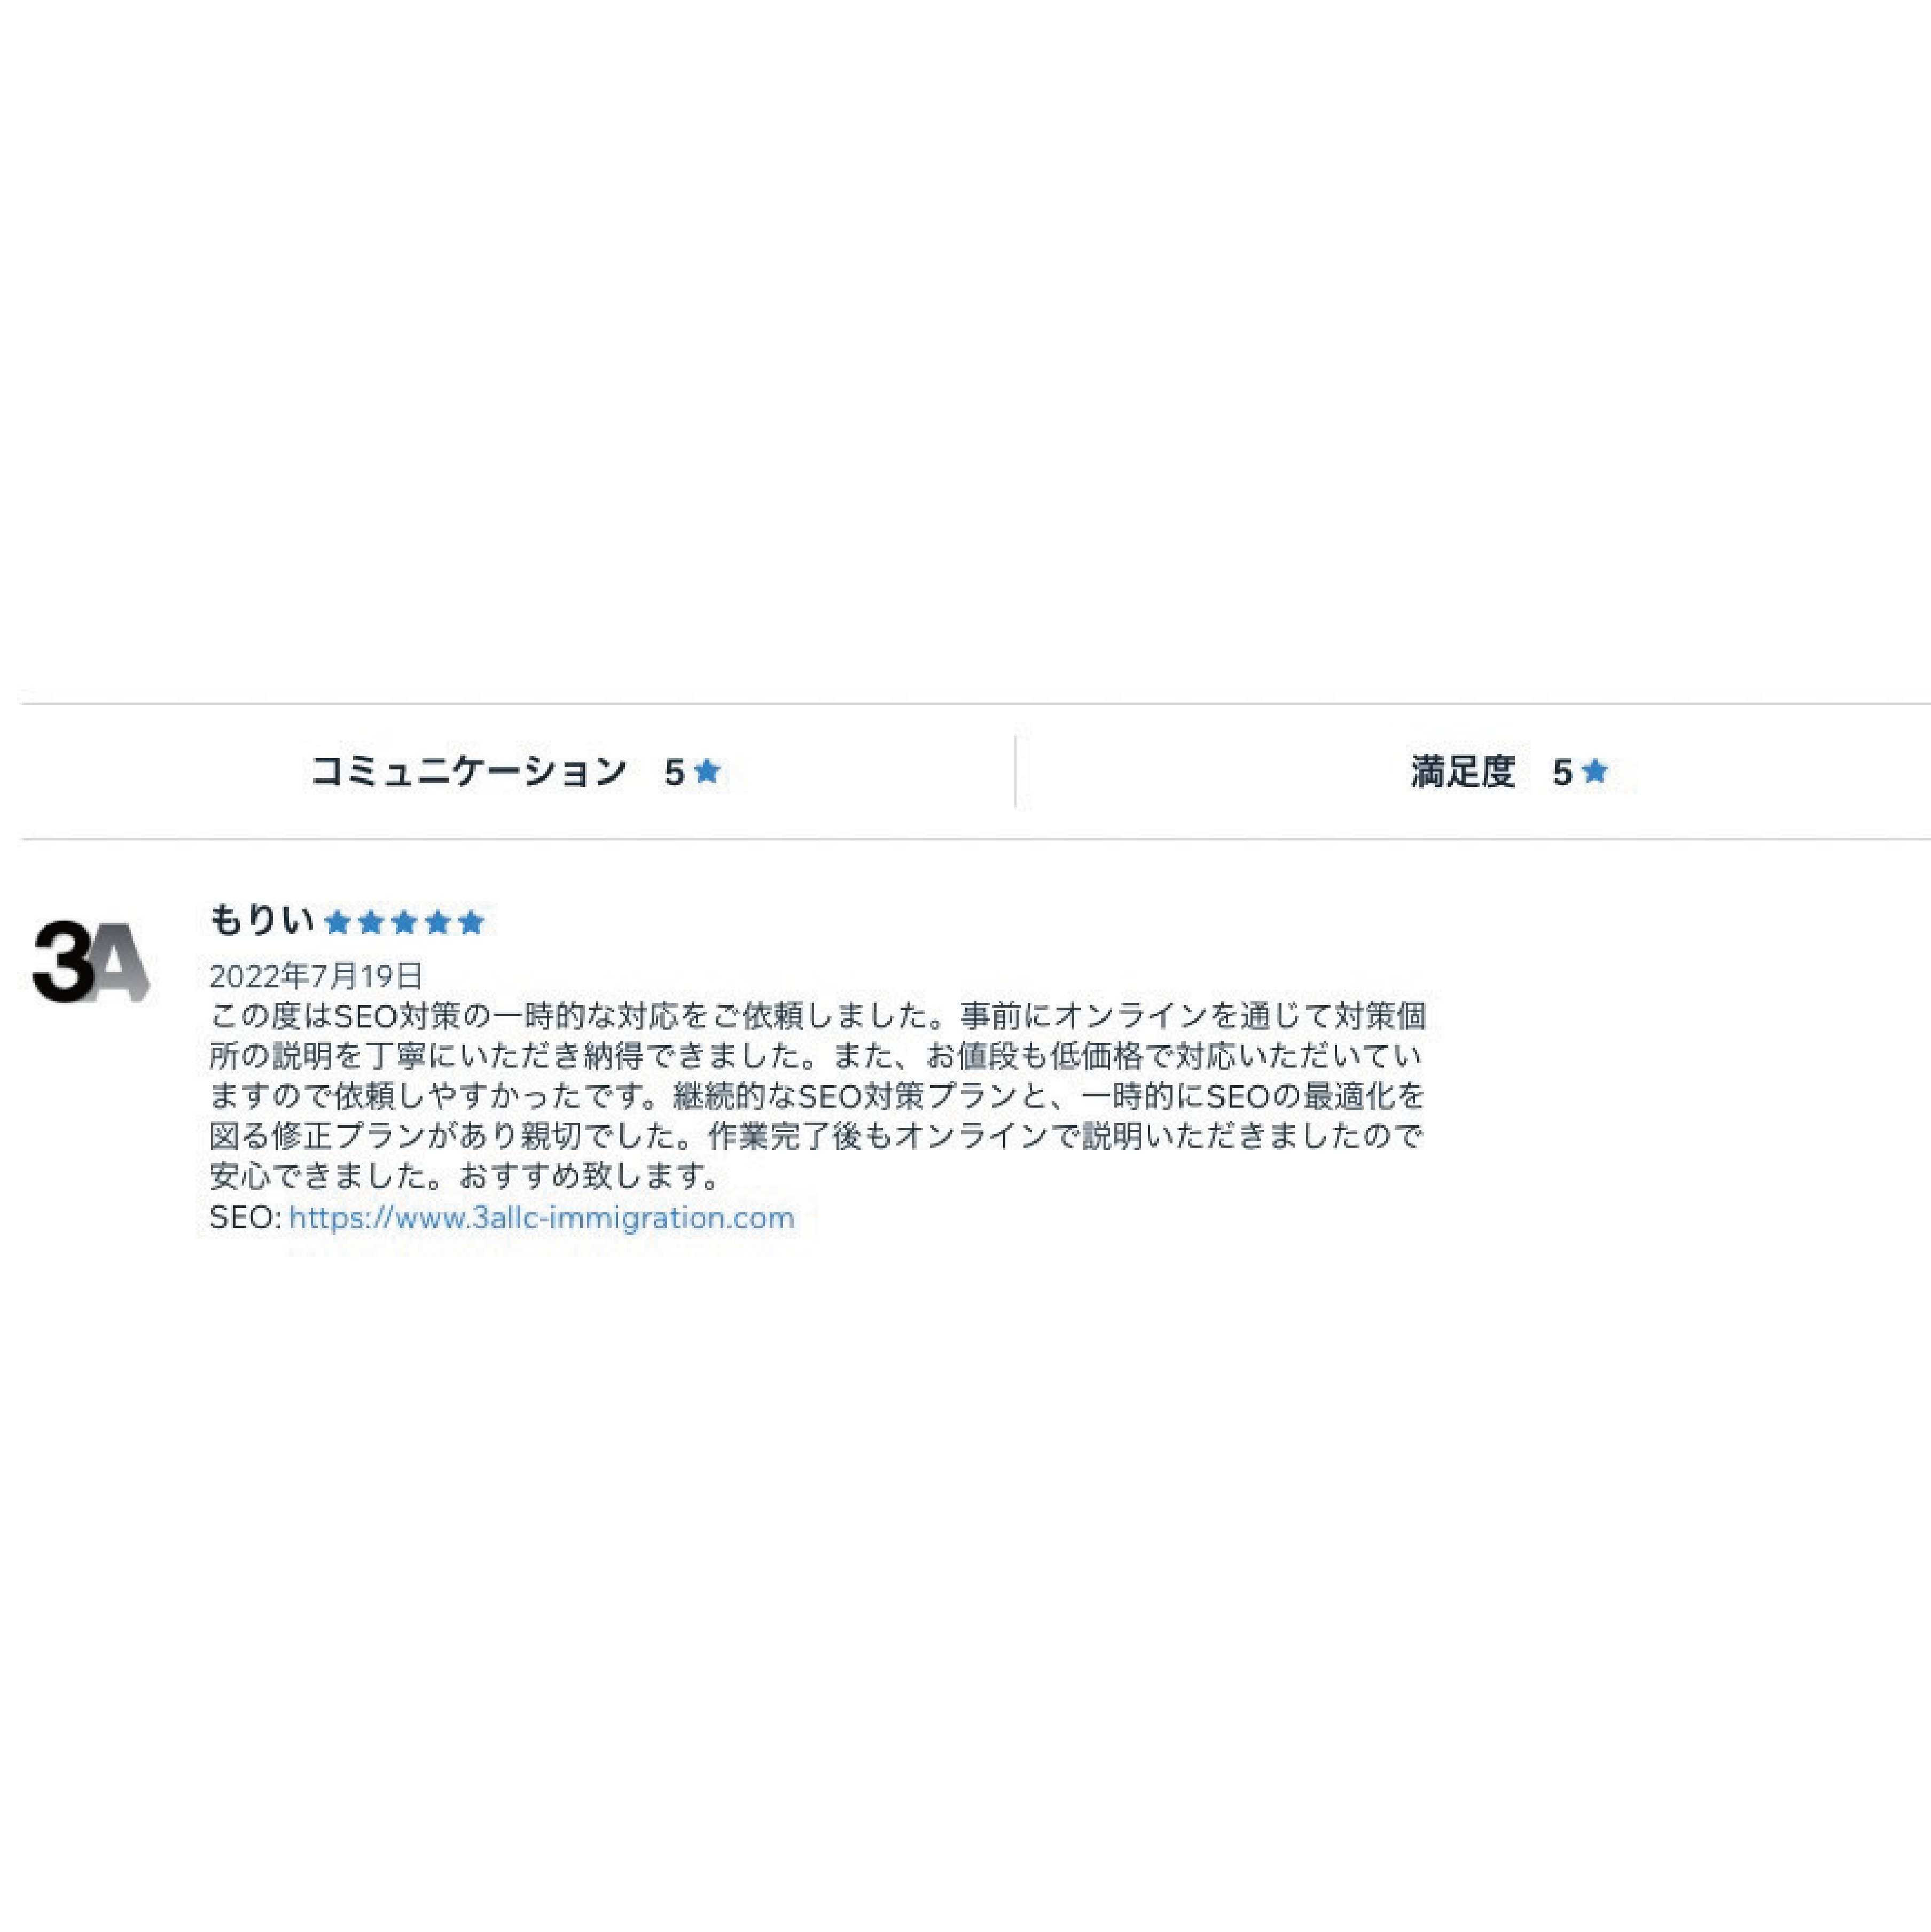 コミュニケーション 5★
満足度 5★
3A
もりい★★★★★
2022年7月19日
この度はSEO対策の一時的な対応をご依頼しました。事前にオンラインを通じて対策個
所の説明を丁寧にいただき納得できました。また、お値段も低価格で対応いただいてい
ますので依頼しやすかったです。継続的なSEO対策プランと、一時的にSEOの最適化を
図る修正プランがあり親切でした。作業完了後もオンラインで説明いただきましたので
安心できました。おすすめ致します。
SEO: https://www.3allc-immigration.com